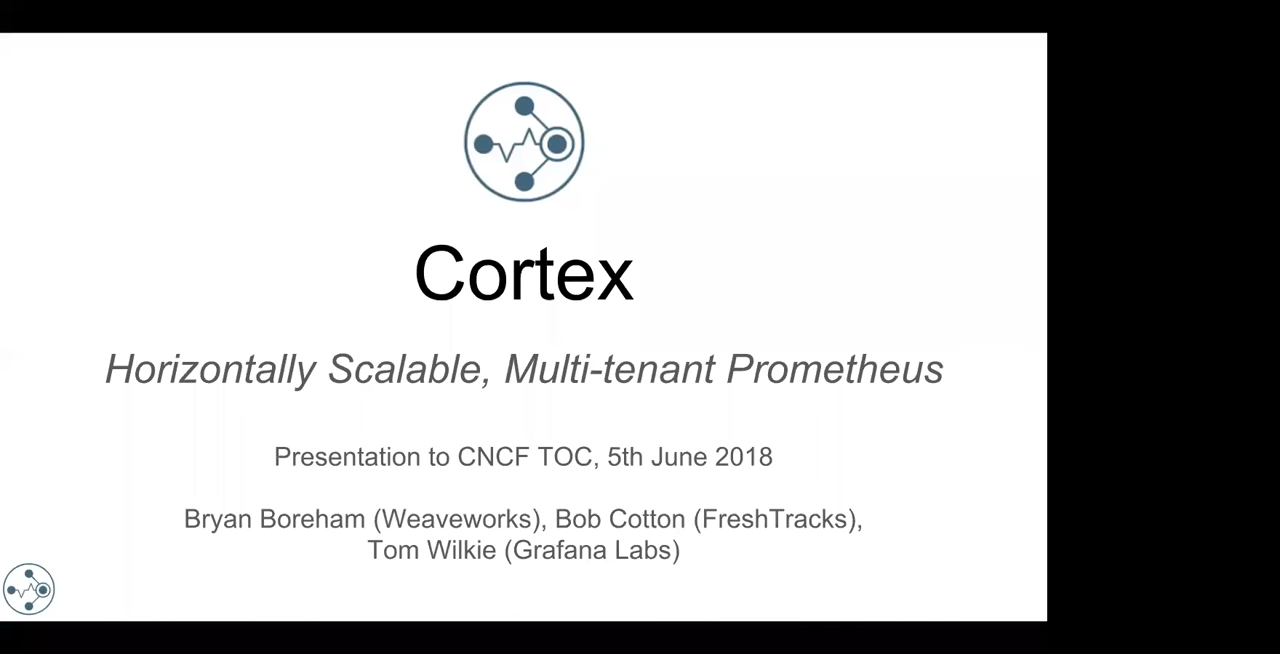 Cortex
Horizontally Scalable, Multi-tenant Prometheus
Presentation to CNCF TOC, 5th June 2018
Bryan Boreham (Weaveworks), Bob Cotton (FreshTracks),
Tom Wilkie (Grafana Labs)